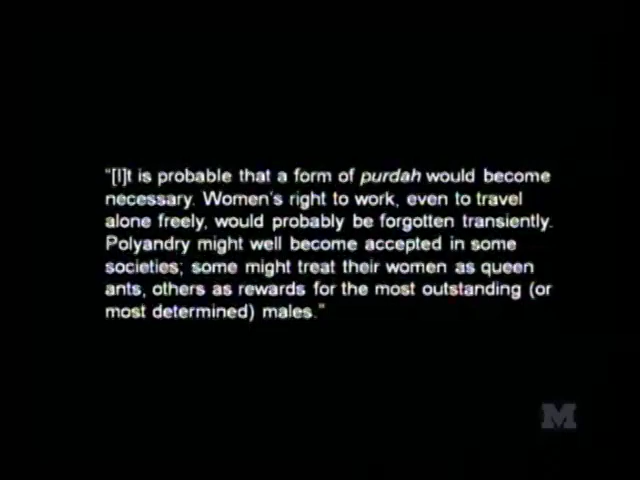 "[I]t is probable that a form of purdah would become
necessary. Women's right to work, even to travel
alone freely, would probably be forgotten transiently.
Polyandry might well become accepted in some
societies; some might treat their women as queen
ants, others as rewards for the most outstanding (or
most determined) males."
M